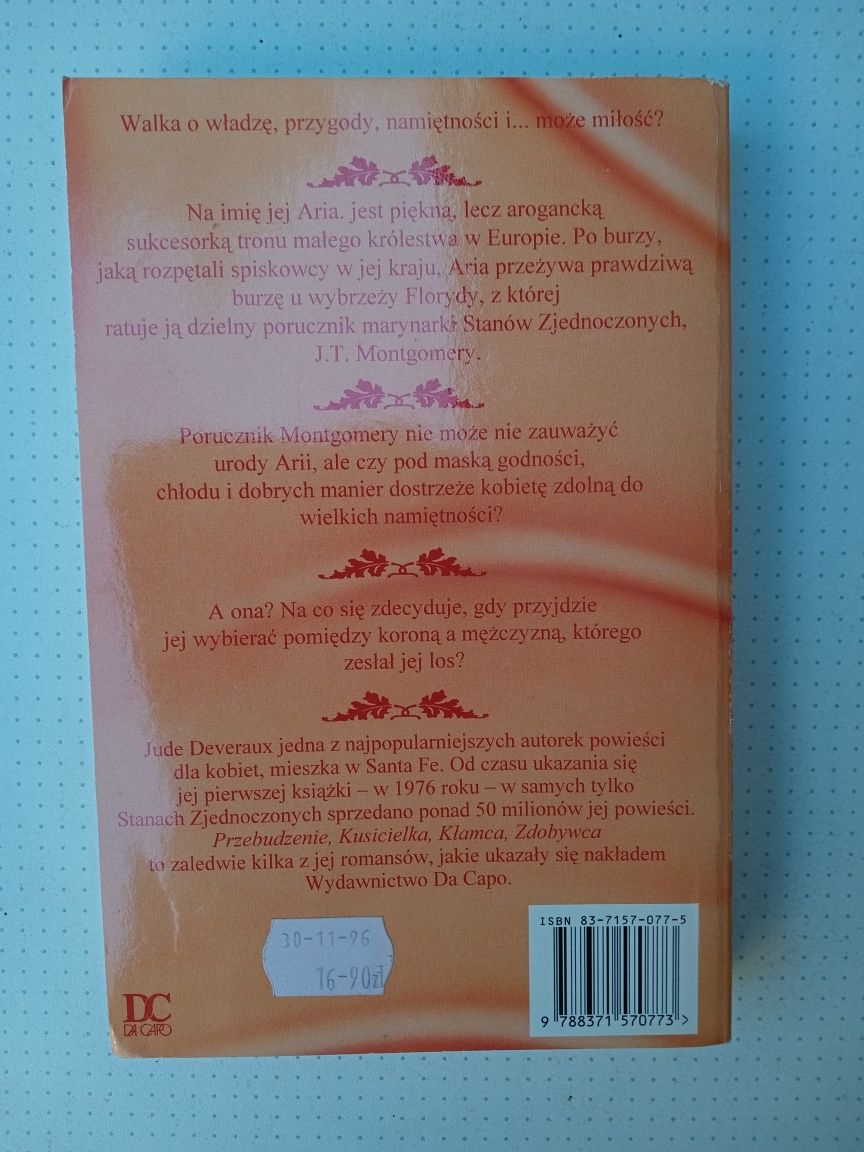 Walka o władzę, przygody, namiętności i... może miłość?
Na imię jej Aria. jest piękną, lecz arogancką
sukcesorką tronu małego królestwa w Europie. Po burzy,
jaką rozpętali spiskowcy w jej kraju, Aria przeżywa prawdziwą
burzę u wybrzeży Florydy, z której
ratuje ją dzielny porucznik marynarki Stanów Zjednoczonych,
J.T. Montgomery.
Porucznik Montgomery nie może nie zauważyć
urody Arii, ale czy pod maską godności,
chłodu i dobrych manier dostrzeże kobietę zdolną do
wielkich namiętności?
A ona? Na co się zdecyduje, gdy przyjdzie
jej wybierać pomiędzy koroną a mężczyzną, którego
zesłał jej los?
Jude Deveraux jedna z najpopularniejszych autorek powieści
dla kobiet, mieszka w Santa Fe. Od czasu ukazania się
jej pierwszej książki – w 1976 roku – w samych tylko
Stanach Zjednoczonych sprzedano ponad 50 milionów jej powieści.
Przebudzenie, Kusicielka, Kłamca, Zdobywca
to zaledwie kilka z jej romansów, jakie ukazały się nakładem
Wydawnictwo Da Capo.
30-11-96
16-90zł
DC
DA CAPO
ISBN 83-7157-077-5
9 788371 570773 >